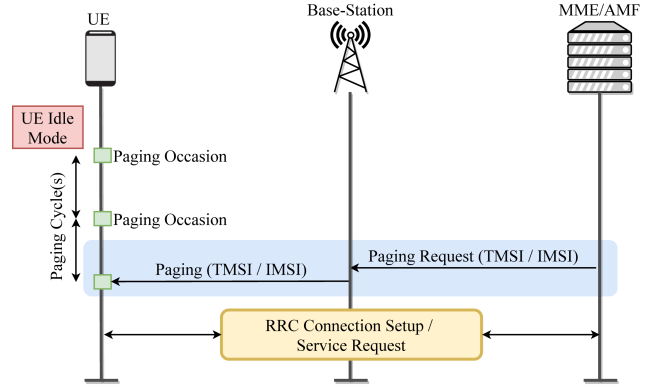 UE
Base-Station
MME/AMF
UE Idle
Mode
Paging Occasion
Paging Cycle(s)
Paging Occasion
Paging Request (TMSI / IMSI)
Paging (TMSI / IMSI)
RRC Connection Setup /
Service Request